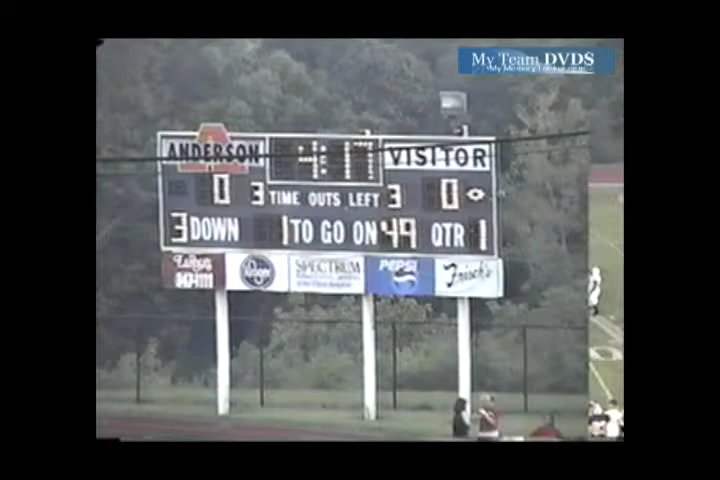 My Team DVDS
ANDERSON 4:17 VISITOR
0 3 TIME OUTS LEFT 3 0
3 DOWN 1 TO GO ON 49 QTR 1
Kroger SPECTRUM PEPSI Frisch's